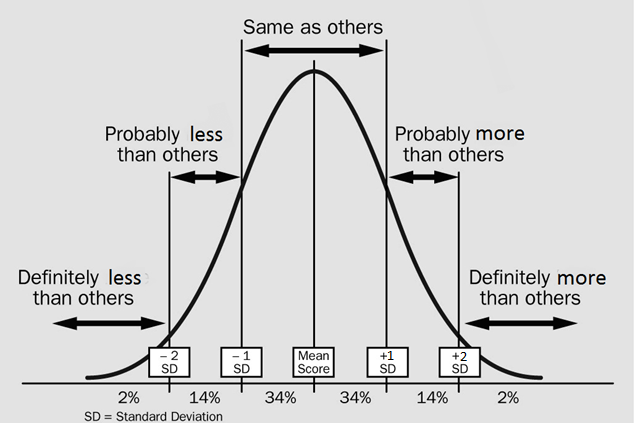 Same as others
Probably less
than others
Probably more
than others
Definitely less
than others
Definitely more
than others
– 2
SD
– 1
SD
Mean
Score
+1
SD
+2
SD
2%
14%
34%
34%
14%
2%
SD = Standard Deviation